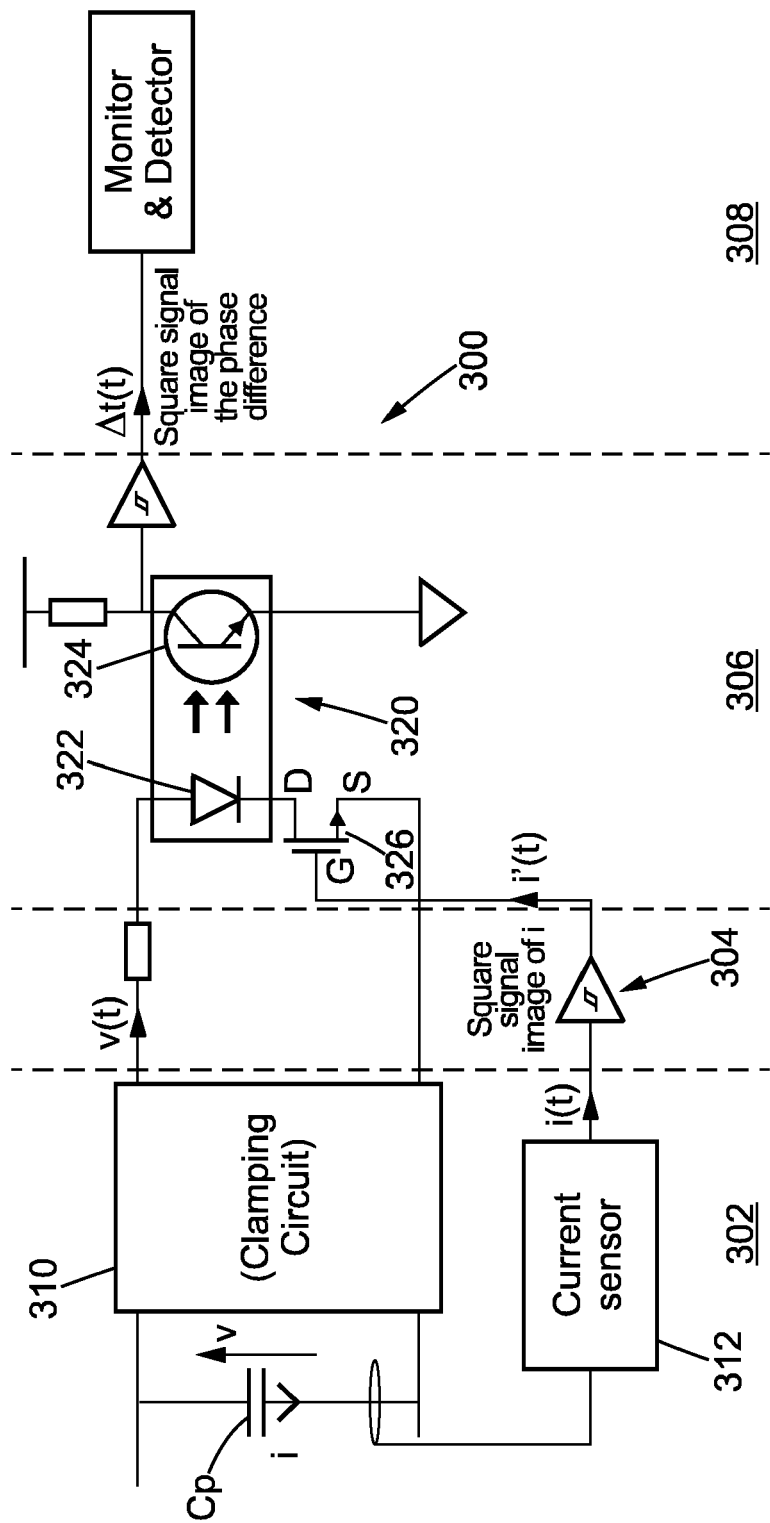 Cp
i
v
310
(Clamping
Circuit)
312
Current
sensor
302
v(t)
i(t)
Square
signal
image of i
304
i'(t)
322
324
D
G
S
326
320
306
Δt(t)
Square signal
image of
the phase
difference
300
Monitor
& Detector
308